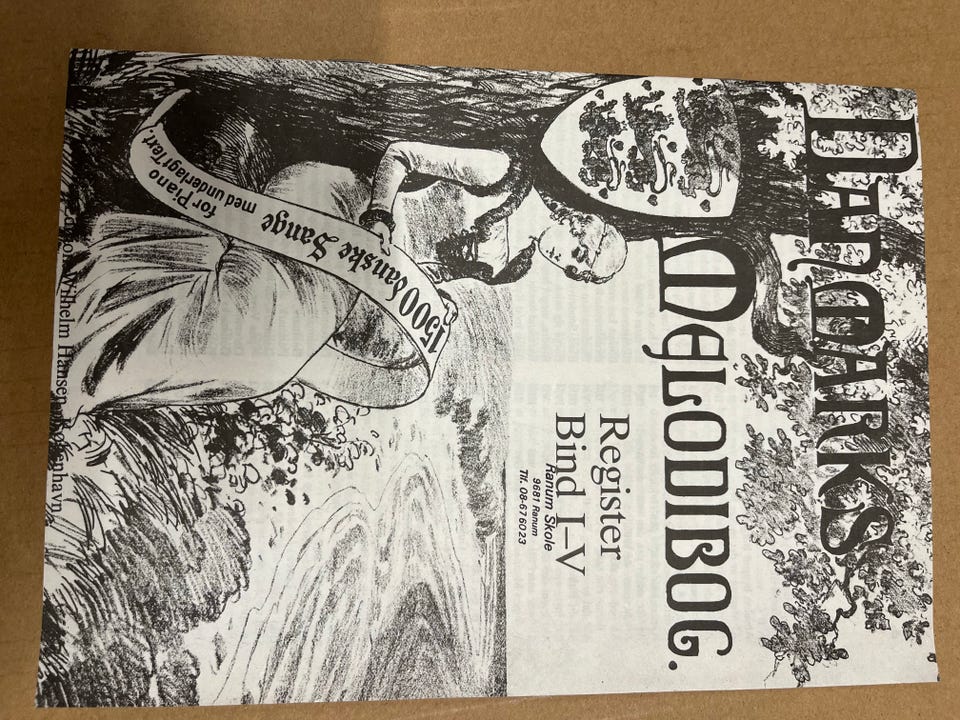 DANMARKS
MELODIBOG.
Register
Bind I–V
Ranum Skole
9681 Ranum
Tlf. 08-676023
1500 danske Sange
for Piano
med underlagt Text.
Wilhelm Hansen København